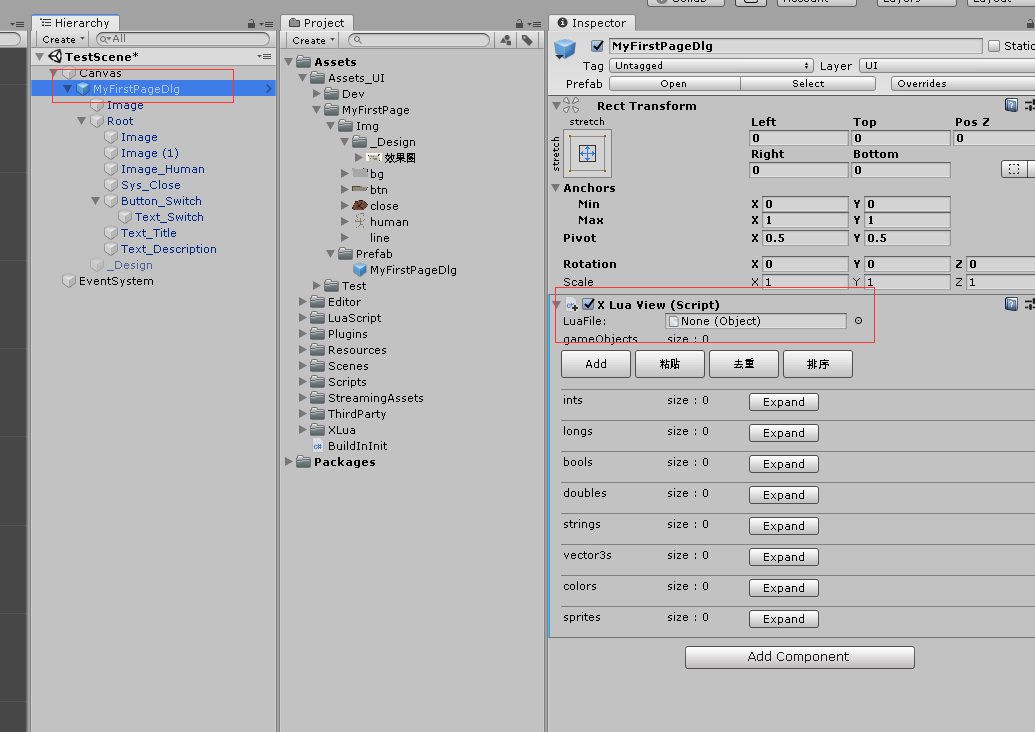 Collab
Account
Layers
Layout
Hierarchy
Create
All
TestScene*
Canvas
MyFirstPageDlg
Image
Root
Image
Image (1)
Image_Human
Sys_Close
Button_Switch
Text_Switch
Text_Title
Text_Description
_Design
EventSystem
Project
Create
Assets
Assets_UI
Dev
MyFirstPage
Img
_Design
效果图
bg
btn
close
human
line
Prefab
MyFirstPageDlg
Test
Editor
LuaScript
Plugins
Resources
Scenes
Scripts
StreamingAssets
ThirdParty
XLua
BuildInInit
Packages
Inspector
MyFirstPageDlg
Static
Tag Untagged Layer UI
Prefab Open Select Overrides
Rect Transform
stretch
stretch
Left Top Pos Z
0 0 0
Right Bottom
0 0
Anchors
Min X 0 Y 0
Max X 1 Y 1
Pivot X 0.5 Y 0.5
Rotation X 0 Y 0 Z 0
Scale X 1 Y 1 Z 1
X Lua View (Script)
LuaFile: None (Object)
gameObjects size : 0
Add 粘贴 去重 排序
ints size : 0 Expand
longs size : 0 Expand
bools size : 0 Expand
doubles size : 0 Expand
strings size : 0 Expand
vector3s size : 0 Expand
colors size : 0 Expand
sprites size : 0 Expand
Add Component